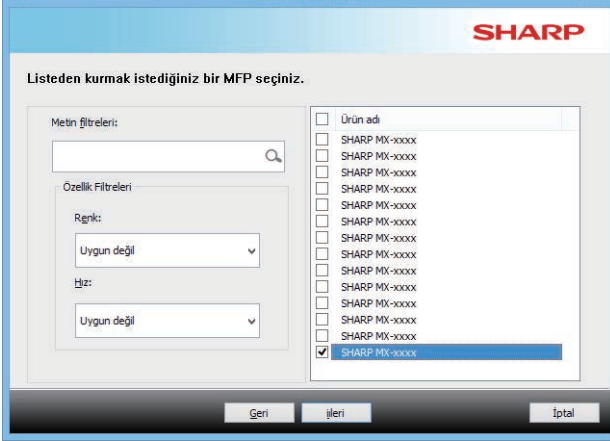 SHARP
Listeden kurmak istediğiniz bir MFP seçiniz.
Metin filtreleri:
Özellik Filtreleri
Renk:
Uygun değil
Hız:
Uygun değil
Ürün adı
SHARP MX-xxxx
SHARP MX-xxxx
SHARP MX-xxxx
SHARP MX-xxxx
SHARP MX-xxxx
SHARP MX-xxxx
SHARP MX-xxxx
SHARP MX-xxxx
SHARP MX-xxxx
SHARP MX-xxxx
SHARP MX-xxxx
SHARP MX-xxxx
SHARP MX-xxxx
SHARP MX-xxxx
Geri
iileri
İptal